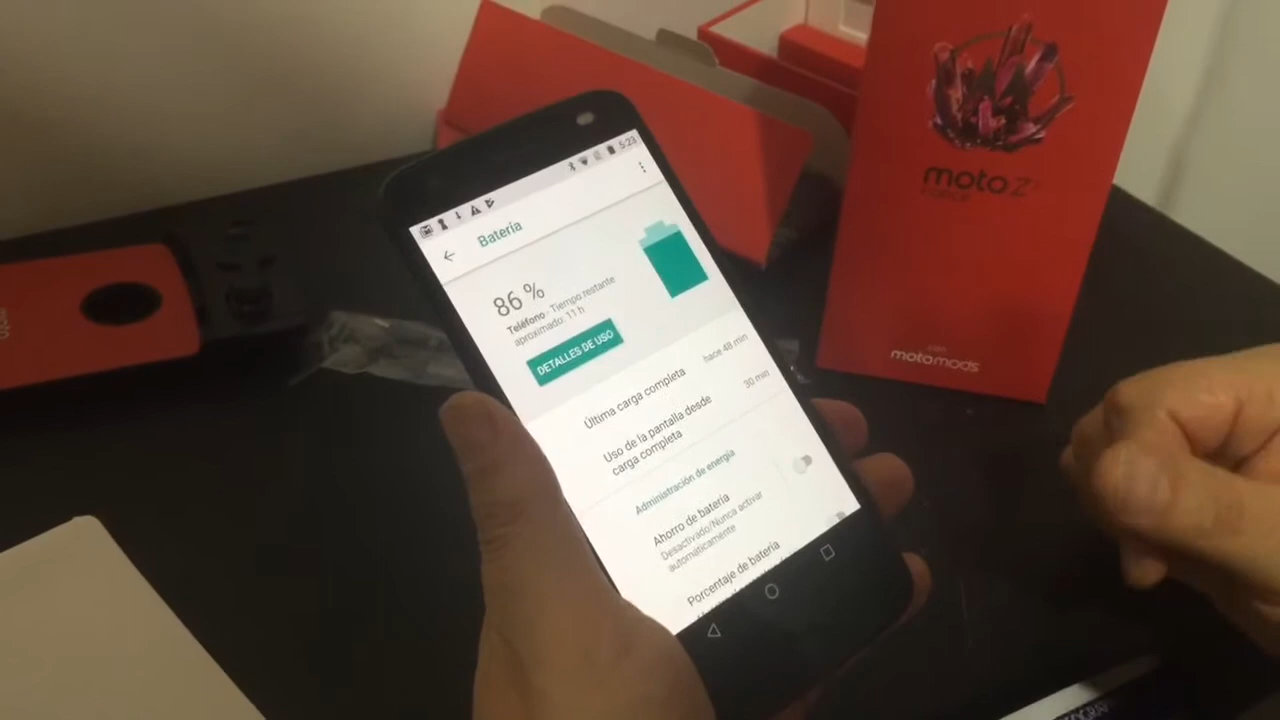 5:23
Batería
86 %
Teléfono - Tiempo restante
aproximado: 11 h
DETALLES DE USO
Última carga completa
hace 48 min
Uso de la pantalla desde
carga completa
30 min
Administración de energía
Ahorro de batería
Desactivado/Nunca activar
automáticamente
Porcentaje de batería
moto z
motomods
moto